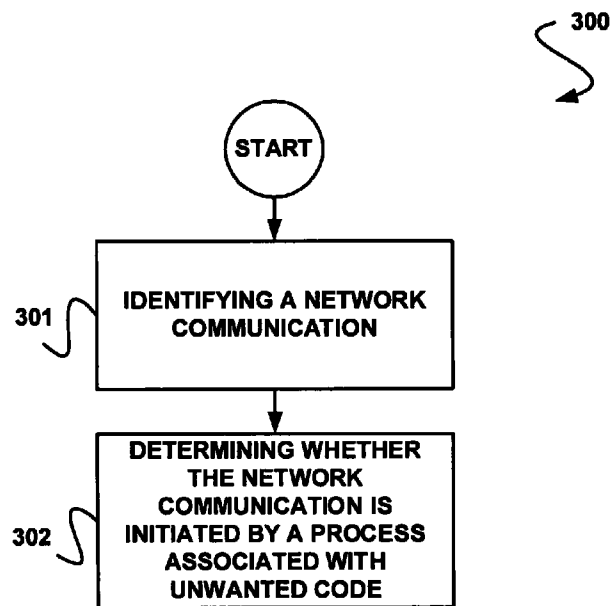 300
START
301
IDENTIFYING A NETWORK
COMMUNICATION
302
DETERMINING WHETHER
THE NETWORK
COMMUNICATION IS
INITIATED BY A PROCESS
ASSOCIATED WITH
UNWANTED CODE